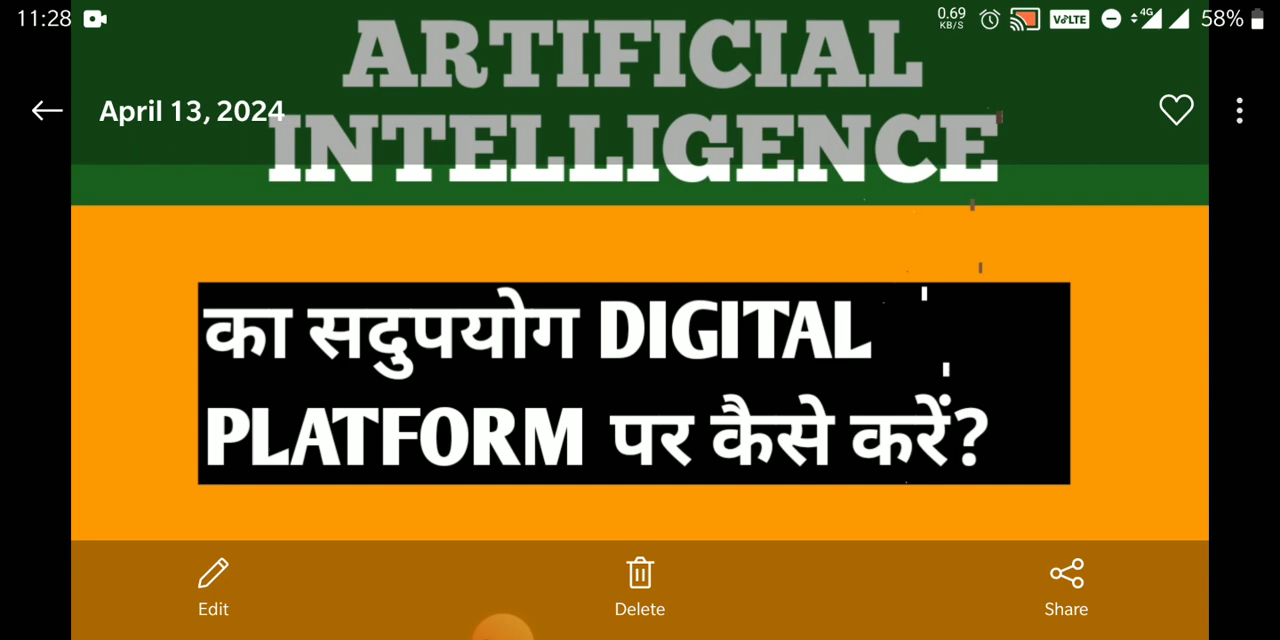 11:28
0.69
KB/S
VoLTE
4G
58%
ARTIFICIAL
April 13, 2024
INTELLIGENCE
का सदुपयोग DIGITAL
PLATFORM पर कैसे करें?
Edit
Delete
Share